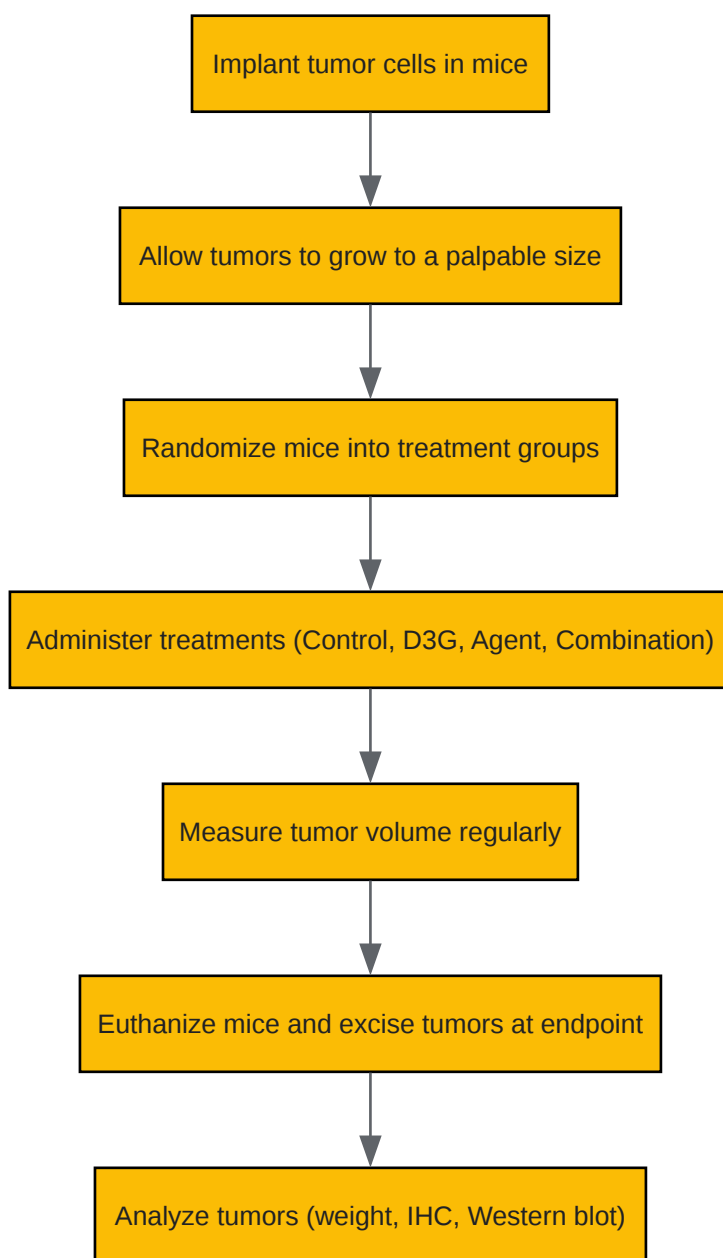 Implant tumor cells in mice
Allow tumors to grow to a palpable size
Randomize mice into treatment groups
Administer treatments (Control, D3G, Agent, Combination)
Measure tumor volume regularly
Euthanize mice and excise tumors at endpoint
Analyze tumors (weight, IHC, Western blot)